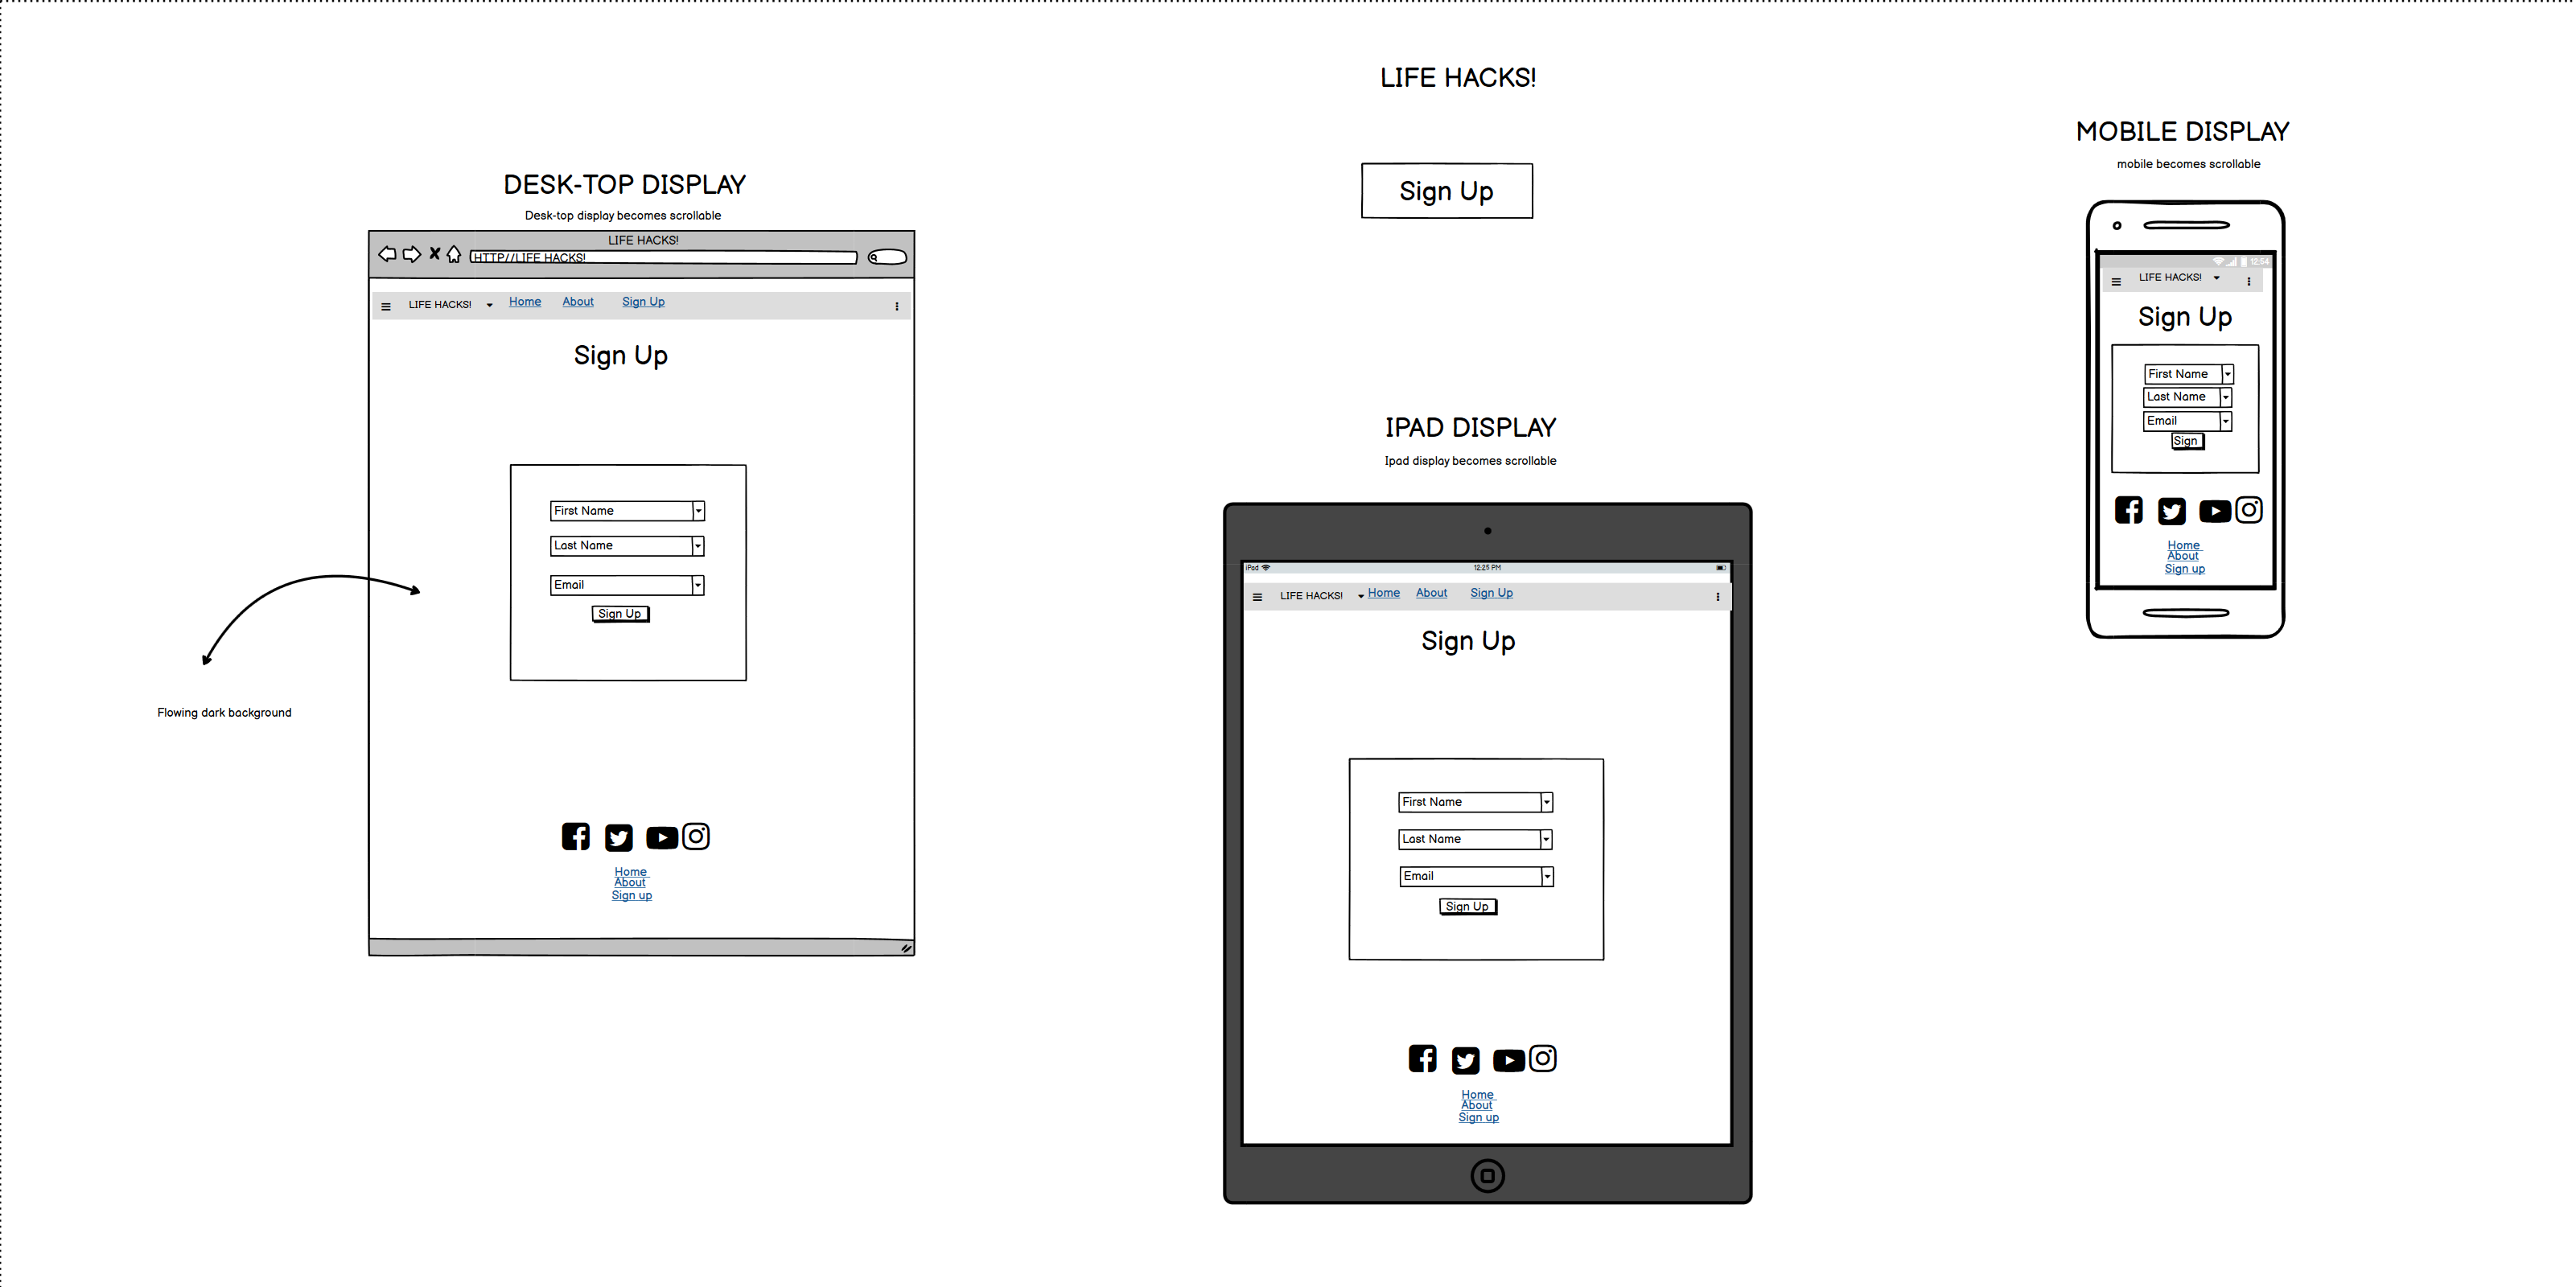 LIFE HACKS!
Sign Up
DESK-TOP DISPLAY
Desk-top display becomes scrollable
LIFE HACKS!
HTTP//LIFE HACKS!
LIFE HACKS! Home About Sign Up
Sign Up
First Name
Last Name
Email
Sign Up
Home
About
Sign up
Flowing dark background
IPAD DISPLAY
Ipad display becomes scrollable
iPad 12:25 PM
LIFE HACKS! Home About Sign Up
Sign Up
First Name
Last Name
Email
Sign Up
Home
About
Sign up
MOBILE DISPLAY
mobile becomes scrollable
12:54
LIFE HACKS!
Sign Up
First Name
Last Name
Email
Sign
Home
About
Sign up